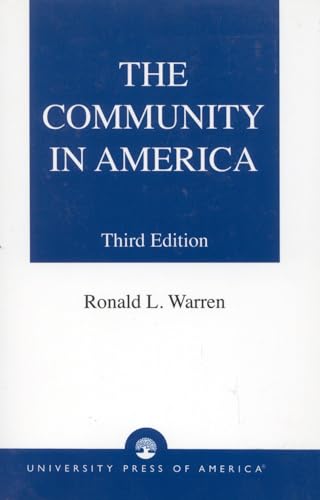 THE
COMMUNITY
IN AMERICA
Third Edition
Ronald L. Warren
UNIVERSITY PRESS OF AMERICA®